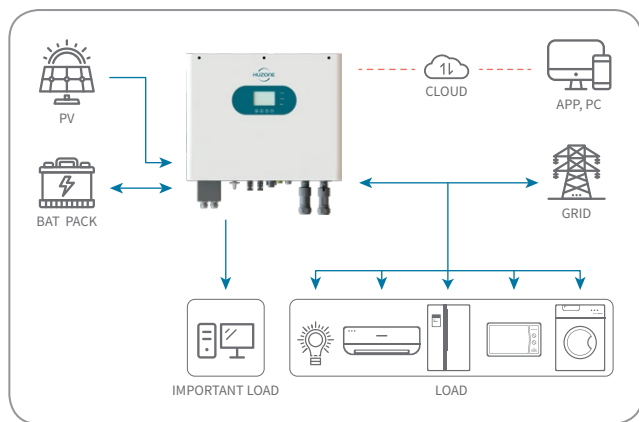 PV
BAT PACK
HUZONE
CLOUD
APP, PC
GRID
IMPORTANT LOAD
LOAD